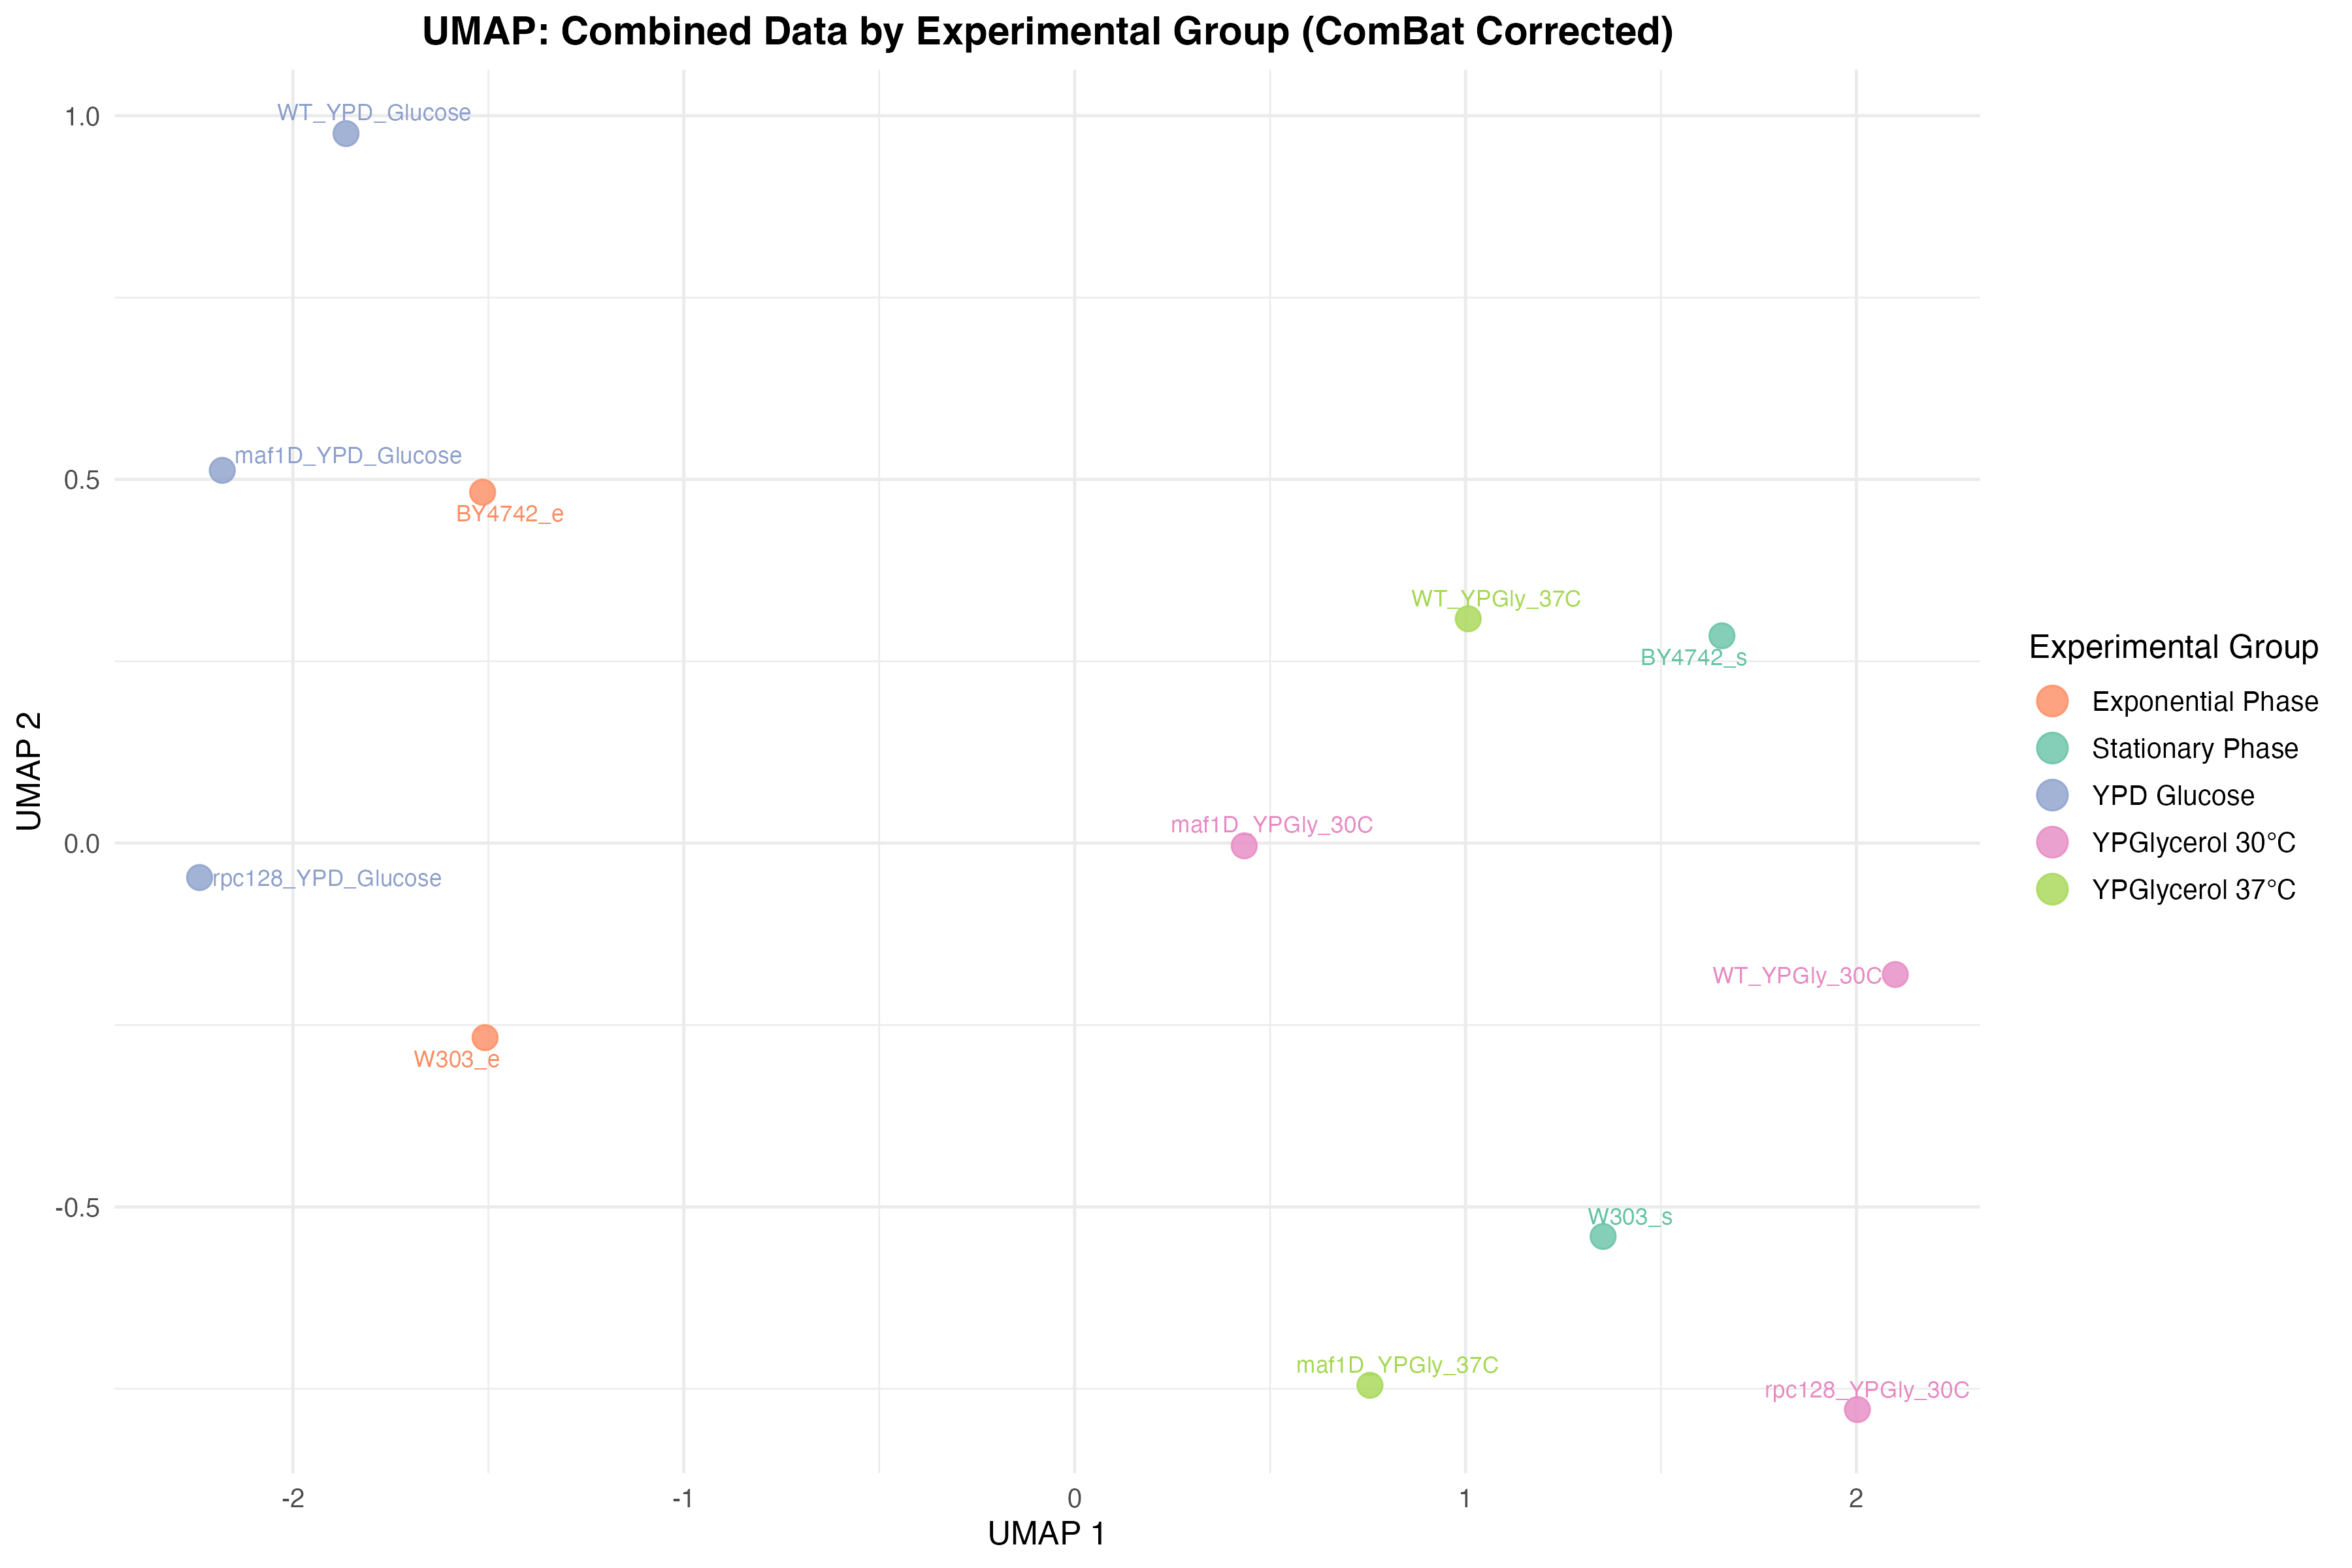 UMAP: Combined Data by Experimental Group (ComBat Corrected)
1.0
0.5
0.0
-0.5
UMAP 2
WT_YPD_Glucose
maf1D_YPD_Glucose
BY4742_e
WT_YPGly_37C
BY4742_s
maf1D_YPGly_30C
rpc128_YPD_Glucose
WT_YPGly_30C
W303_e
W303_s
maf1D_YPGly_37C
rpc128_YPGly_30C
-2
-1
0
1
2
UMAP 1
Experimental Group
Exponential Phase
Stationary Phase
YPD Glucose
YPGlycerol 30°C
YPGlycerol 37°C